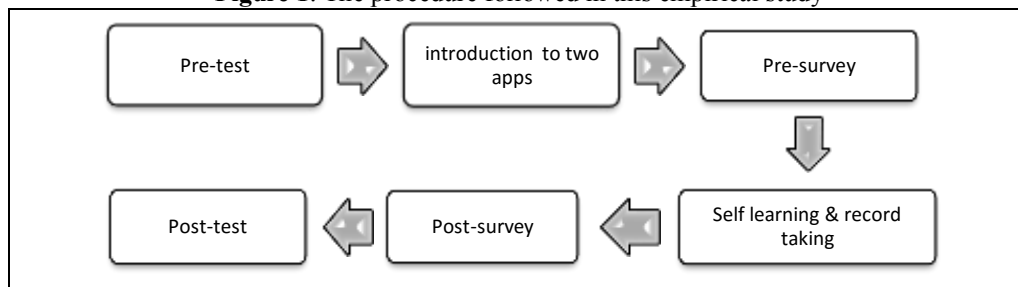 Figure 1. The procedure followed in this empirical study
Pre-test
introduction to two
apps
Pre-survey
Self learning & record
taking
Post-survey
Post-test